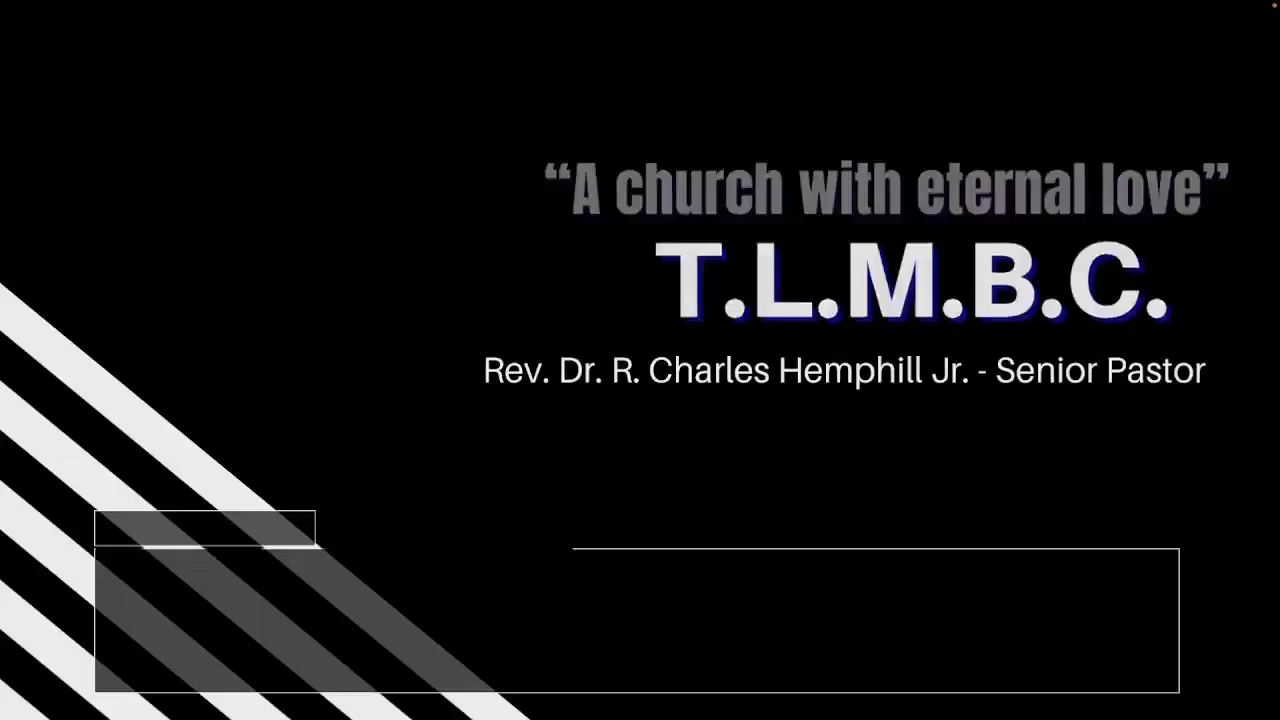 “A church with eternal love”
T.L.M.B.C.
Rev. Dr. R. Charles Hemphill Jr. - Senior Pastor